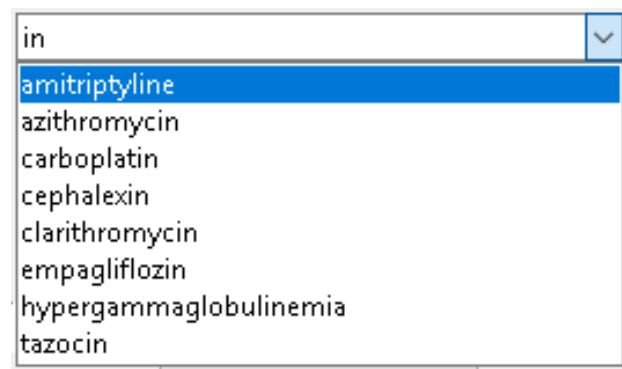 in
amitriptyline
azithromycin
carboplatin
cephalexin
clarithromycin
empagliflozin
hypergammaglobulinemia
tazocin